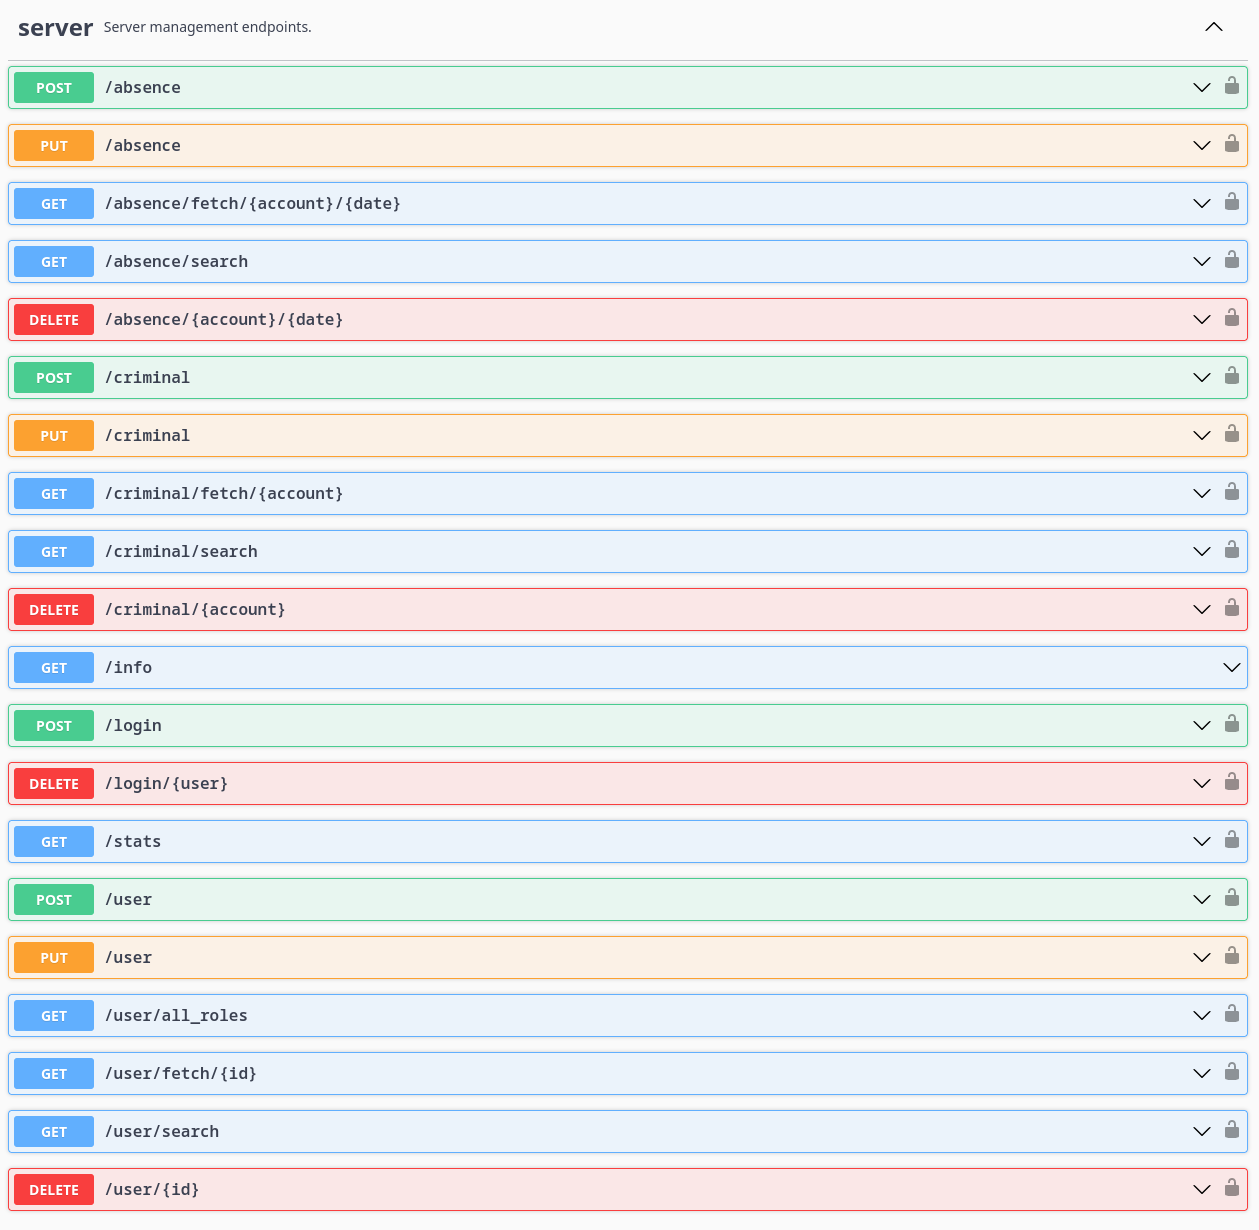 server Server management endpoints.
POST /absence
PUT /absence
GET /absence/fetch/{account}/{date}
GET /absence/search
DELETE /absence/{account}/{date}
POST /criminal
PUT /criminal
GET /criminal/fetch/{account}
GET /criminal/search
DELETE /criminal/{account}
GET /info
POST /login
DELETE /login/{user}
GET /stats
POST /user
PUT /user
GET /user/all_roles
GET /user/fetch/{id}
GET /user/search
DELETE /user/{id}